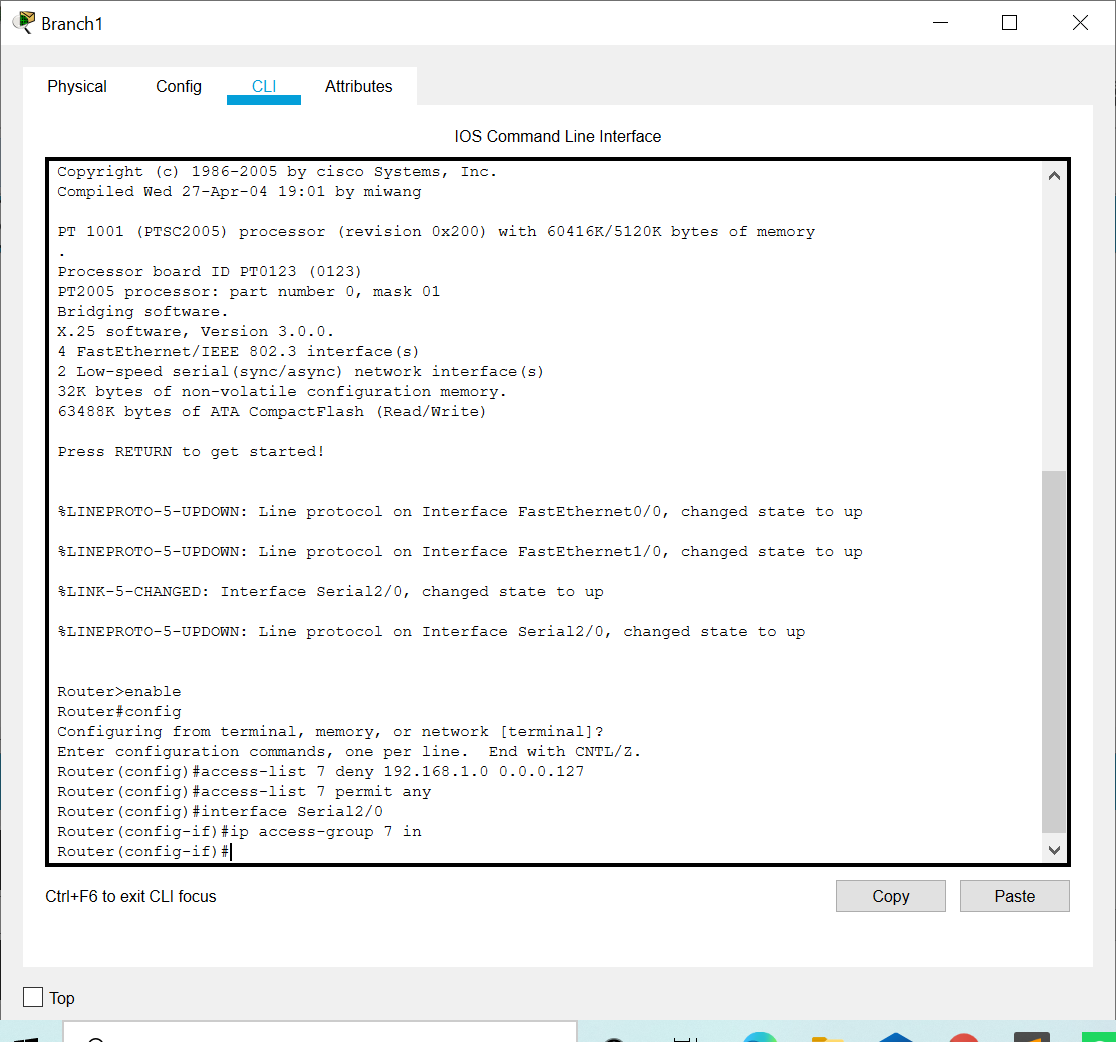 Branch1
Physical Config CLI Attributes
IOS Command Line Interface
Copyright (c) 1986-2005 by cisco Systems, Inc.
Compiled Wed 27-Apr-04 19:01 by miwang
PT 1001 (PTSC2005) processor (revision 0x200) with 60416K/5120K bytes of memory
.
Processor board ID PT0123 (0123)
PT2005 processor: part number 0, mask 01
Bridging software.
X.25 software, Version 3.0.0.
4 FastEthernet/IEEE 802.3 interface(s)
2 Low-speed serial(sync/async) network interface(s)
32K bytes of non-volatile configuration memory.
63488K bytes of ATA CompactFlash (Read/Write)
Press RETURN to get started!
%LINEPROTO-5-UPDOWN: Line protocol on Interface FastEthernet0/0, changed state to up
%LINEPROTO-5-UPDOWN: Line protocol on Interface FastEthernet1/0, changed state to up
%LINK-5-CHANGED: Interface Serial2/0, changed state to up
%LINEPROTO-5-UPDOWN: Line protocol on Interface Serial2/0, changed state to up
Router>enable
Router#config
Configuring from terminal, memory, or network [terminal]?
Enter configuration commands, one per line.  End with CNTL/Z.
Router(config)#access-list 7 deny 192.168.1.0 0.0.0.127
Router(config)#access-list 7 permit any
Router(config)#interface Serial2/0
Router(config-if)#ip access-group 7 in
Router(config-if)#
Ctrl+F6 to exit CLI focus
Copy Paste
Top